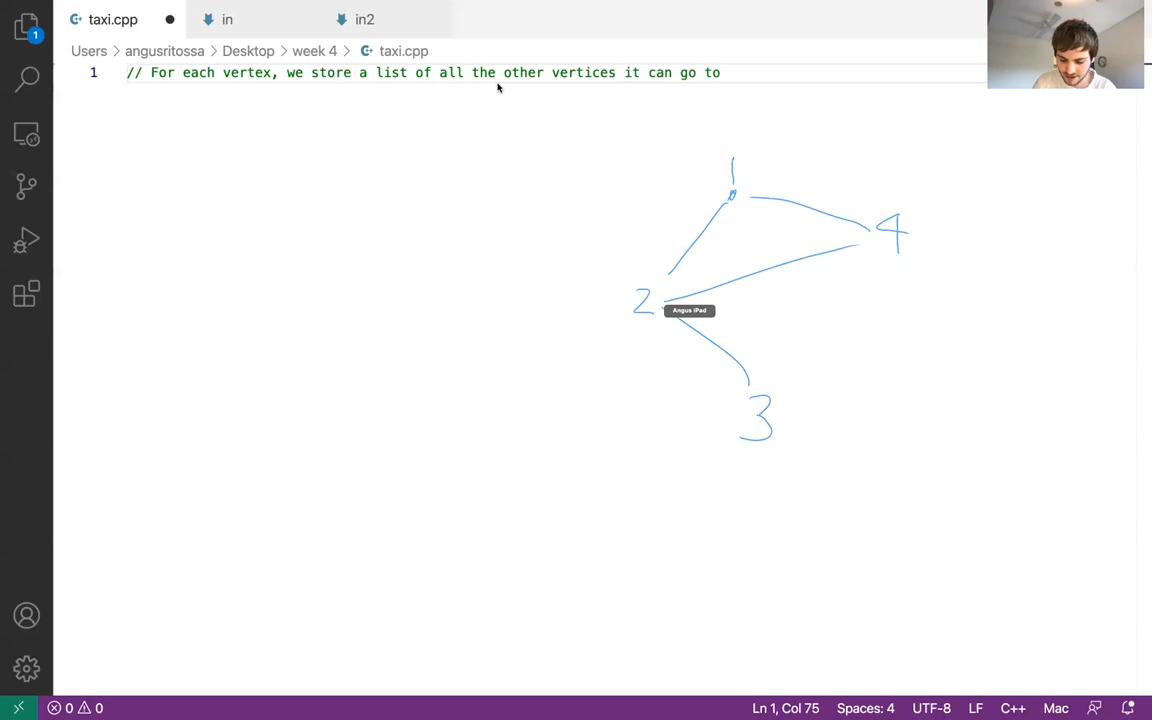 taxi.cpp in in2
1
Users > angusritossa > Desktop > week 4 > taxi.cpp
1 // For each vertex, we store a list of all the other vertices it can go to
G
1
4
2
Angus iPad
3
0 0 Ln 1, Col 75 Spaces: 4 UTF-8 LF C++ Mac